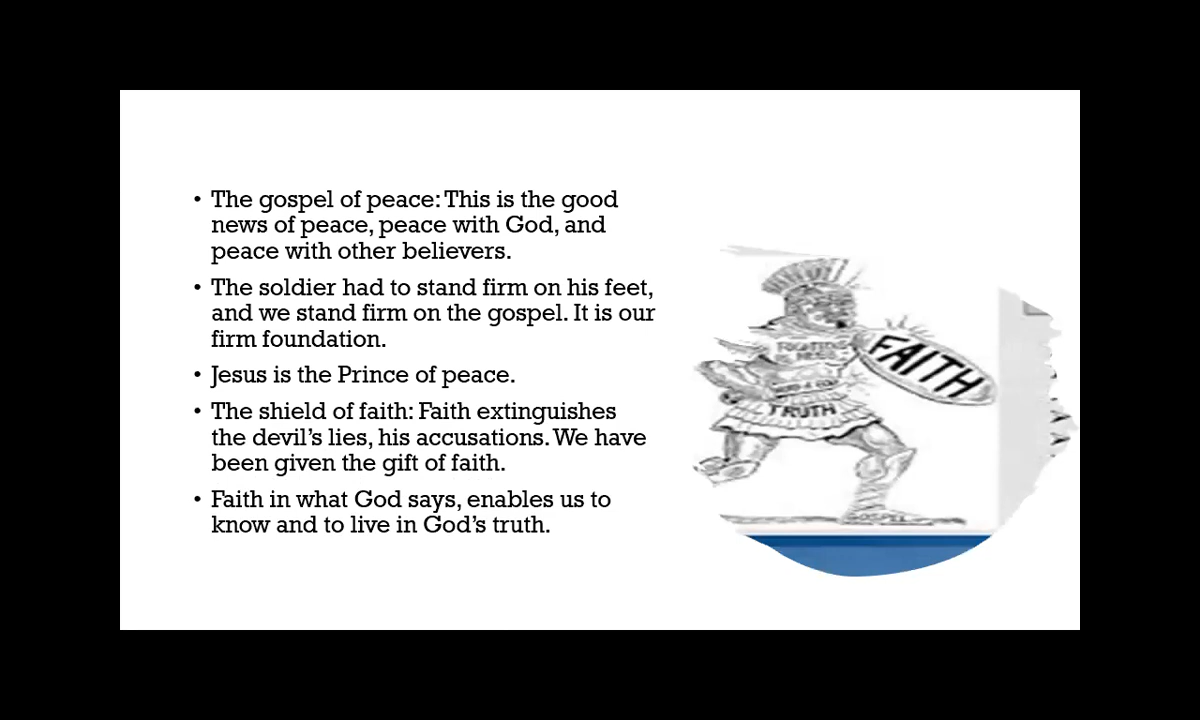 • The gospel of peace: This is the good
news of peace, peace with God, and
peace with other believers.
• The soldier had to stand firm on his feet,
and we stand firm on the gospel. It is our
firm foundation.
• Jesus is the Prince of peace.
• The shield of faith: Faith extinguishes
the devil's lies, his accusations. We have
been given the gift of faith.
• Faith in what God says, enables us to
know and to live in God's truth.
FAITH
TRUTH
GOSPEL